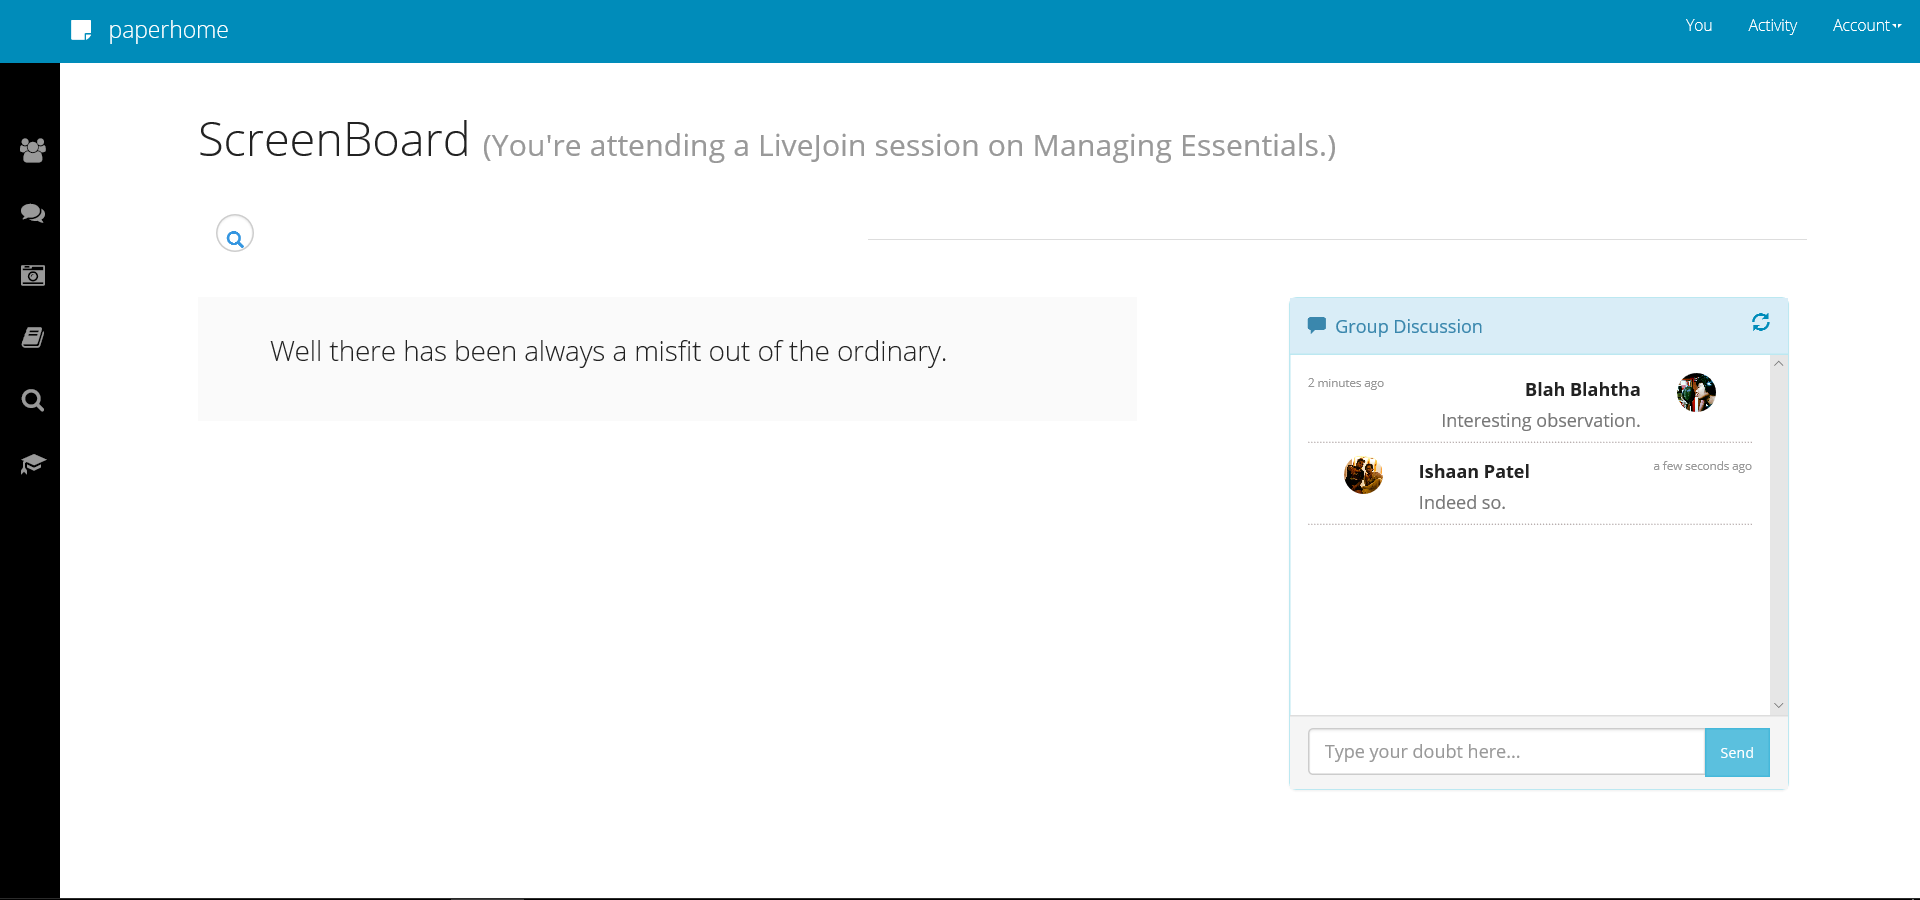 paperhome
You
Activity
Account
ScreenBoard (You're attending a LiveJoin session on Managing Essentials.)
Well there has been always a misfit out of the ordinary.
Group Discussion
2 minutes ago
Blah Blahtha
Interesting observation.
Ishaan Patel
a few seconds ago
Indeed so.
Type your doubt here...
Send